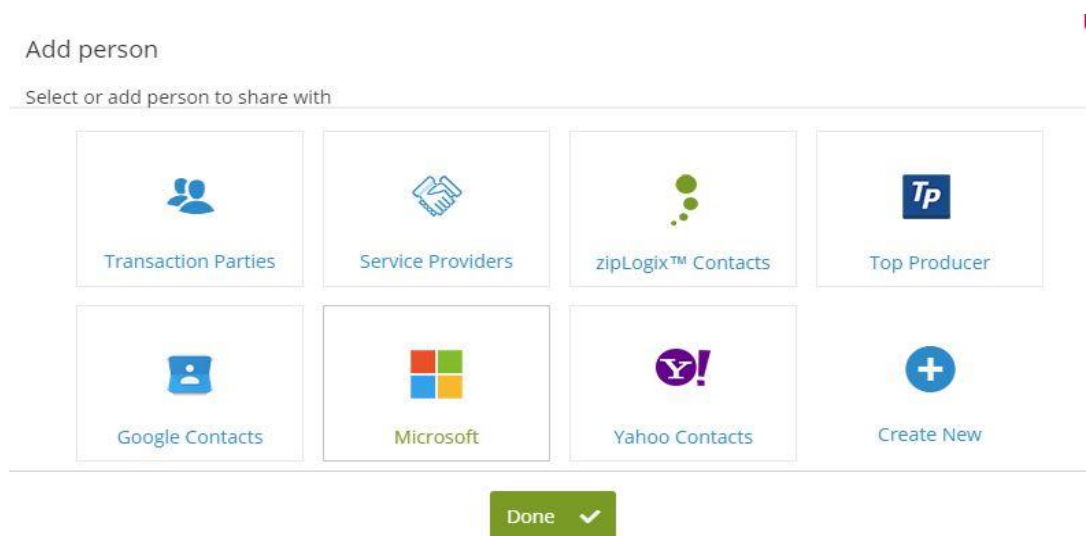 Add person
Select or add person to share with
Transaction Parties
Service Providers
zipLogix™ Contacts
Tp
Top Producer
Google Contacts
Microsoft
Y!
Yahoo Contacts
Create New
Done